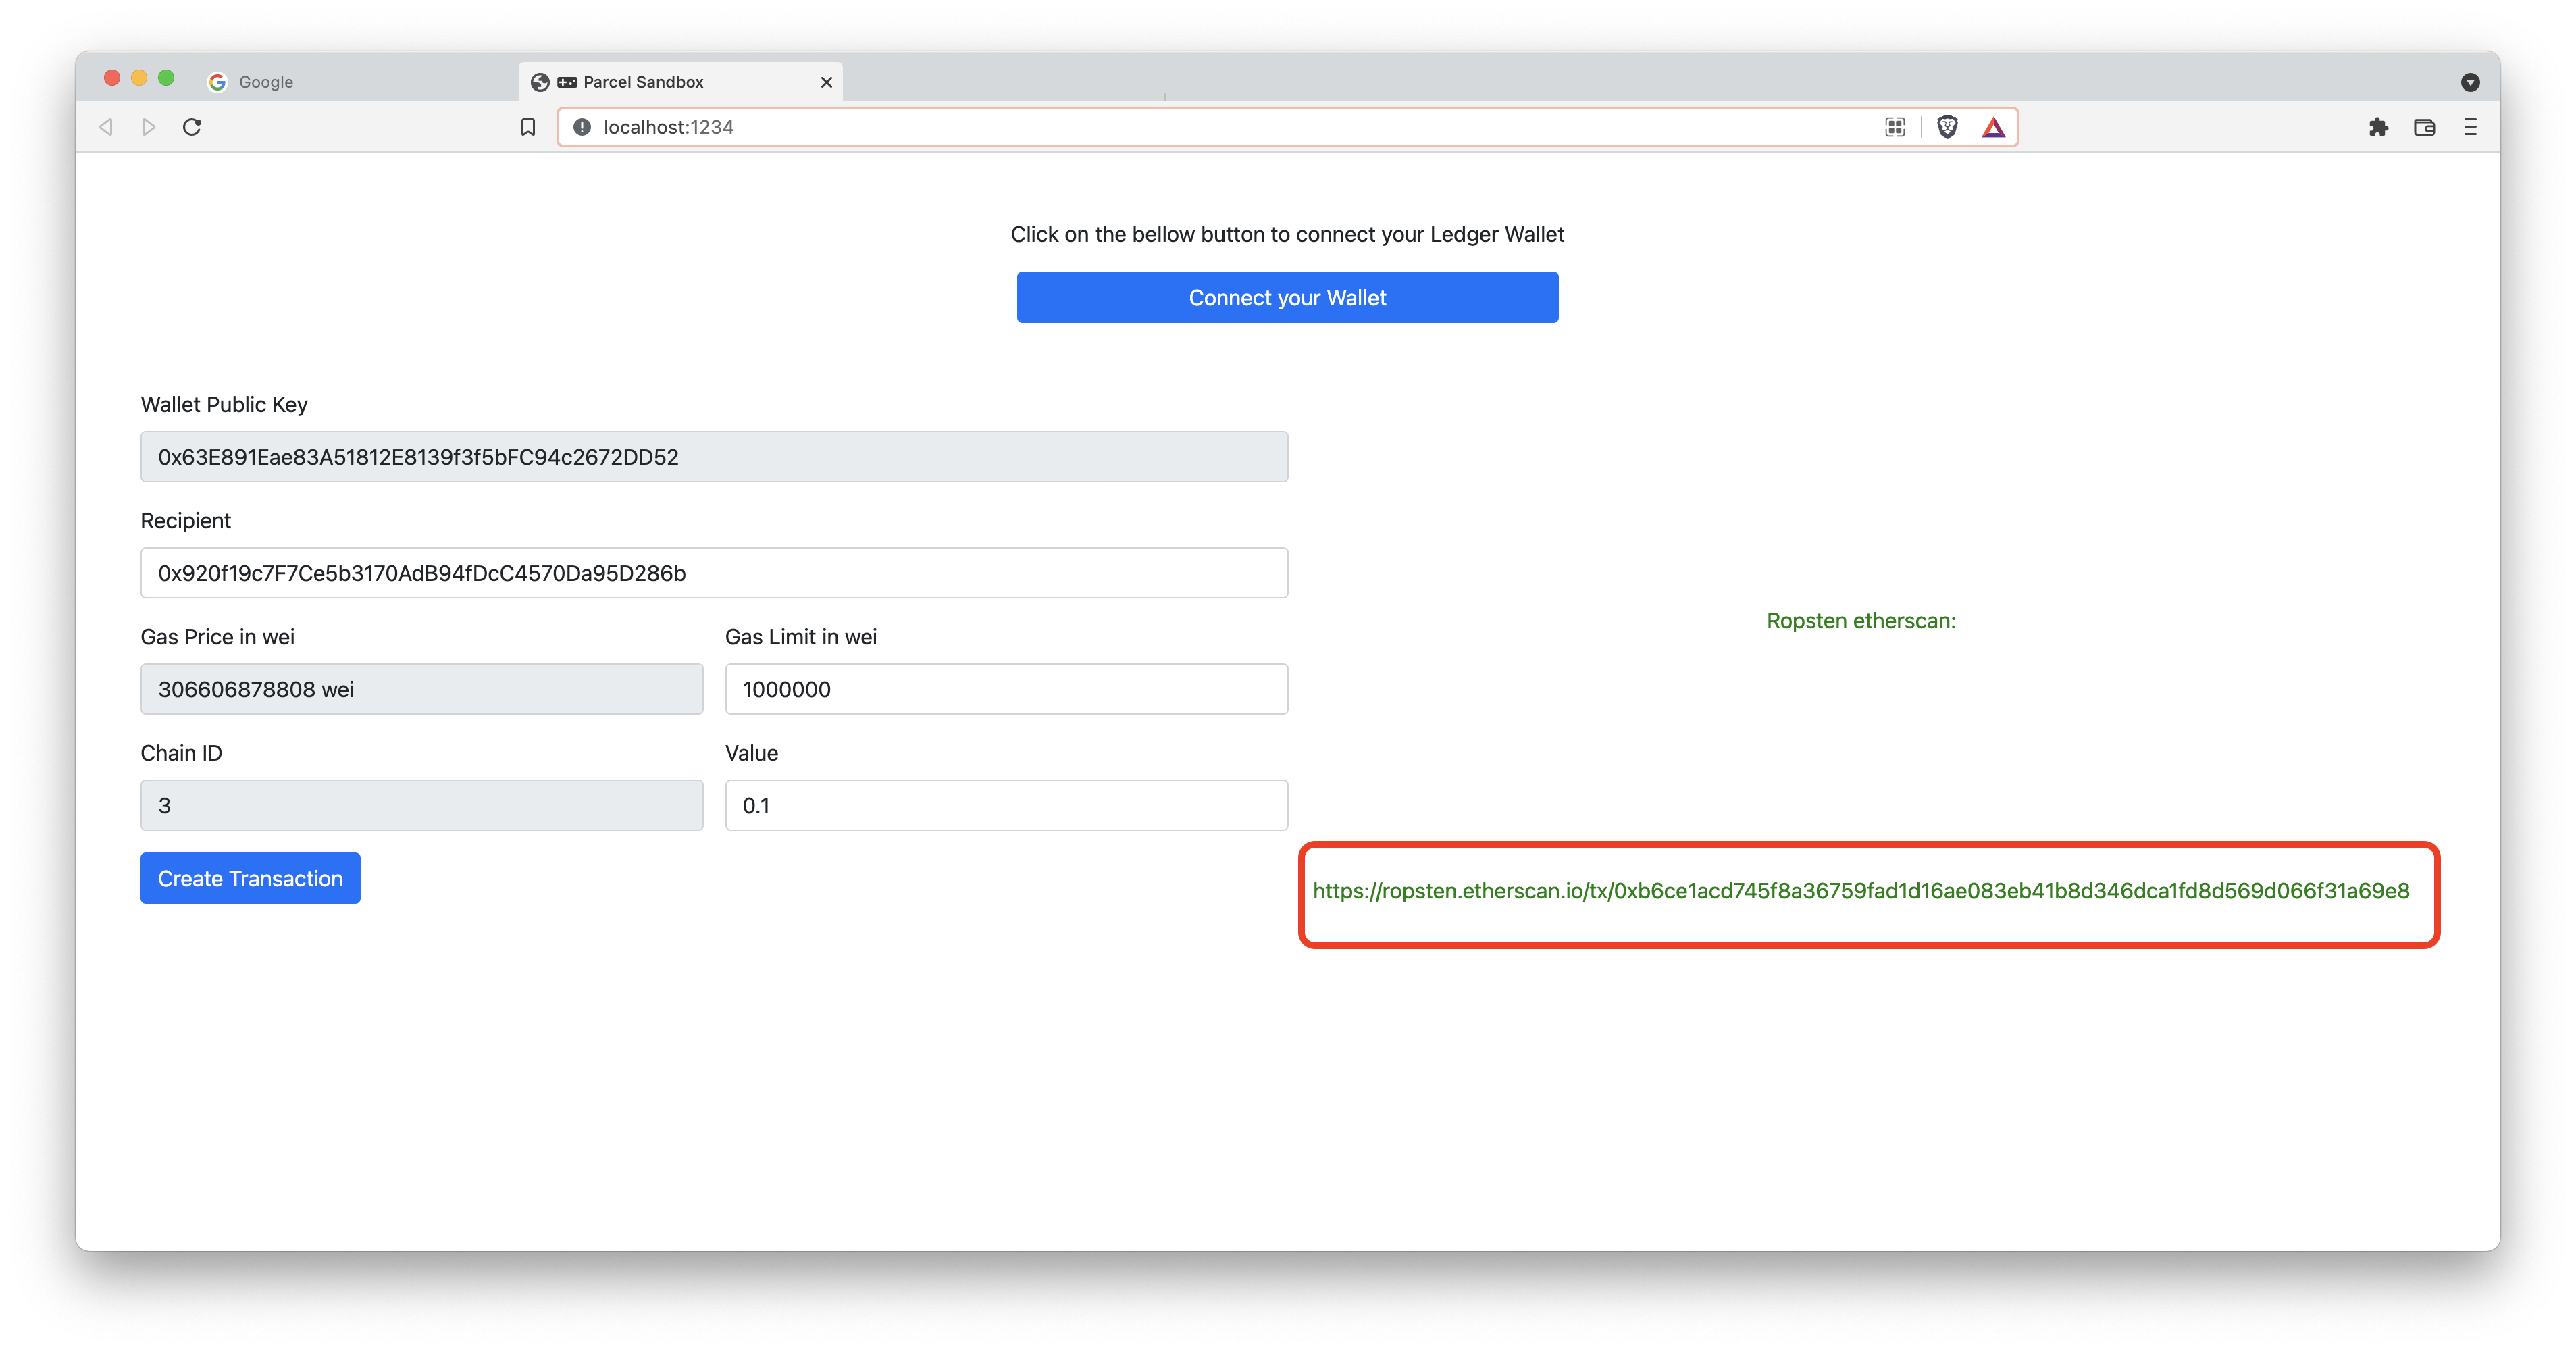 Google
Parcel Sandbox
localhost:1234
Click on the bellow button to connect your Ledger Wallet
Connect your Wallet
Wallet Public Key
0x63E891Eae83A51812E8139f3f5bFC94c2672DD52
Recipient
0x920f19c7F7Ce5b3170AdB94fDcC4570Da95D286b
Ropsten etherscan:
Gas Price in wei
Gas Limit in wei
306606878808 wei
1000000
Chain ID
Value
3
0.1
Create Transaction
https://ropsten.etherscan.io/tx/0xb6ce1acd745f8a36759fad1d16ae083eb41b8d346dca1fd8d569d066f31a69e8